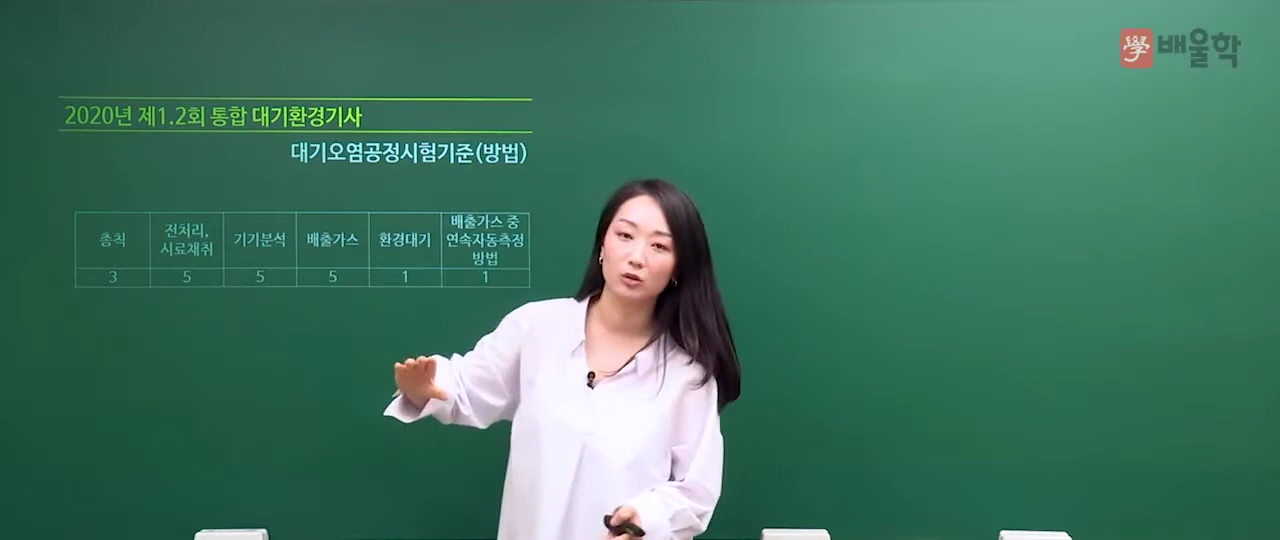 學배울학
2020년 제1.2회 통합 대기환경기사
대기오염공정시험기준(방법)
총칙
전처리,
시료채취
기기분석
배출가스
환경대기
배출가스 중
연속자동측정
방법
3 5 5 5 1 1